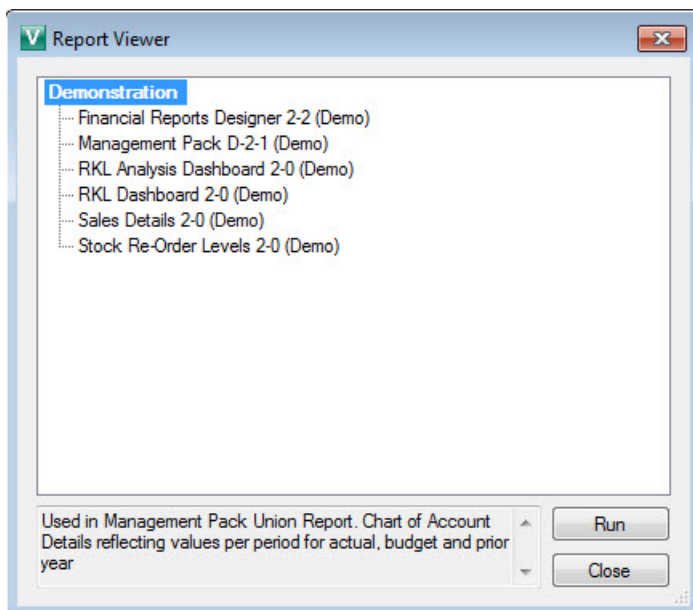 V Report Viewer
Demonstration
Financial Reports Designer 2-2 (Demo)
Management Pack D-2-1 (Demo)
RKL Analysis Dashboard 2-0 (Demo)
RKL Dashboard 2-0 (Demo)
Sales Details 2-0 (Demo)
Stock Re-Order Levels 2-0 (Demo)
Used in Management Pack Union Report. Chart of Account
Details reflecting values per period for actual, budget and prior
year
Run
Close